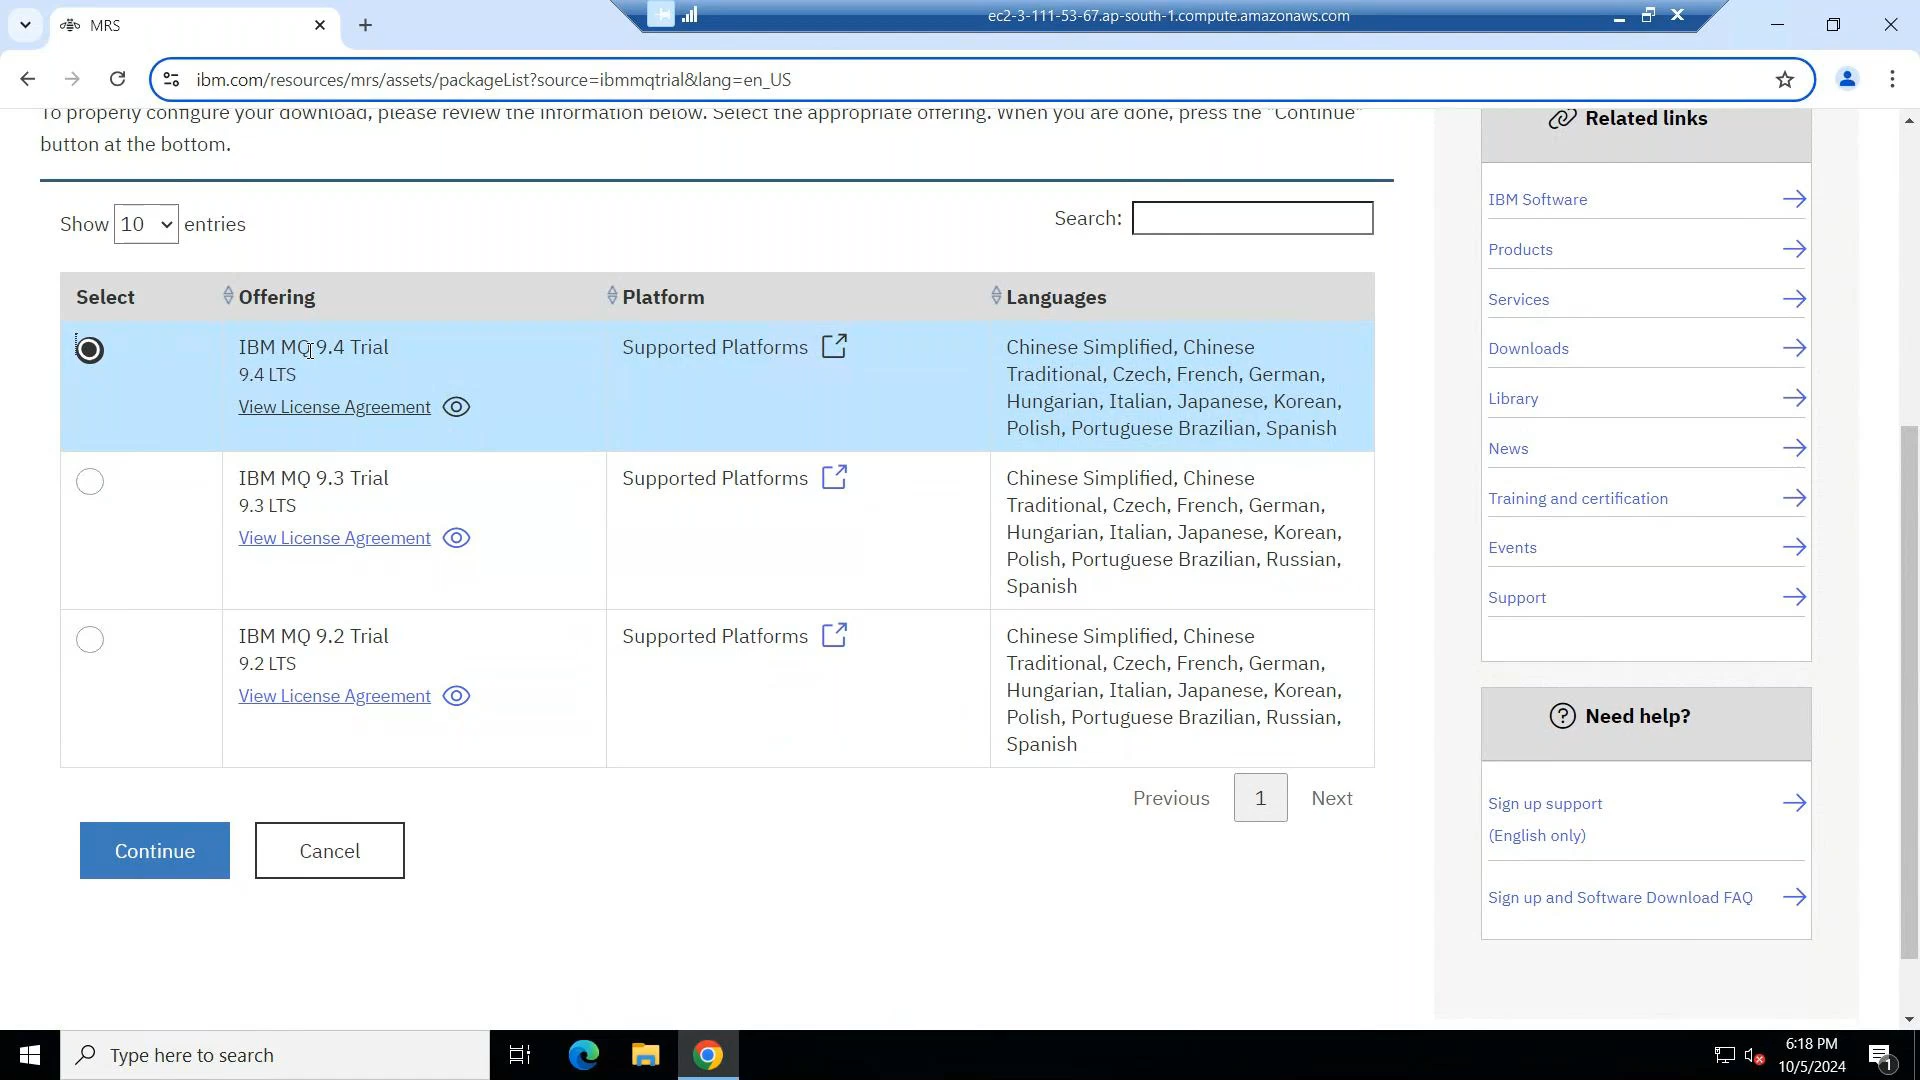 MRS
ec2-3-111-53-67.ap-south-1.compute.amazonaws.com
ibm.com/resources/mrs/assets/packageList?source=ibmmqtrial&lang=en_US
To properly configure your download, please review the information below. Select the appropriate offering. When you are done, press the "Continue"
button at the bottom.
Show 10 entries
Search:
Select Offering Platform Languages
IBM MQ 9.4 Trial
9.4 LTS
View License Agreement
Supported Platforms
Chinese Simplified, Chinese
Traditional, Czech, French, German,
Hungarian, Italian, Japanese, Korean,
Polish, Portuguese Brazilian, Spanish
IBM MQ 9.3 Trial
9.3 LTS
View License Agreement
Supported Platforms
Chinese Simplified, Chinese
Traditional, Czech, French, German,
Hungarian, Italian, Japanese, Korean,
Polish, Portuguese Brazilian, Russian,
Spanish
IBM MQ 9.2 Trial
9.2 LTS
View License Agreement
Supported Platforms
Chinese Simplified, Chinese
Traditional, Czech, French, German,
Hungarian, Italian, Japanese, Korean,
Polish, Portuguese Brazilian, Russian,
Spanish
Previous 1 Next
Continue Cancel
Related links
IBM Software
Products
Services
Downloads
Library
News
Training and certification
Events
Support
Need help?
Sign up support
(English only)
Sign up and Software Download FAQ
Type here to search
6:18 PM
10/5/2024
1